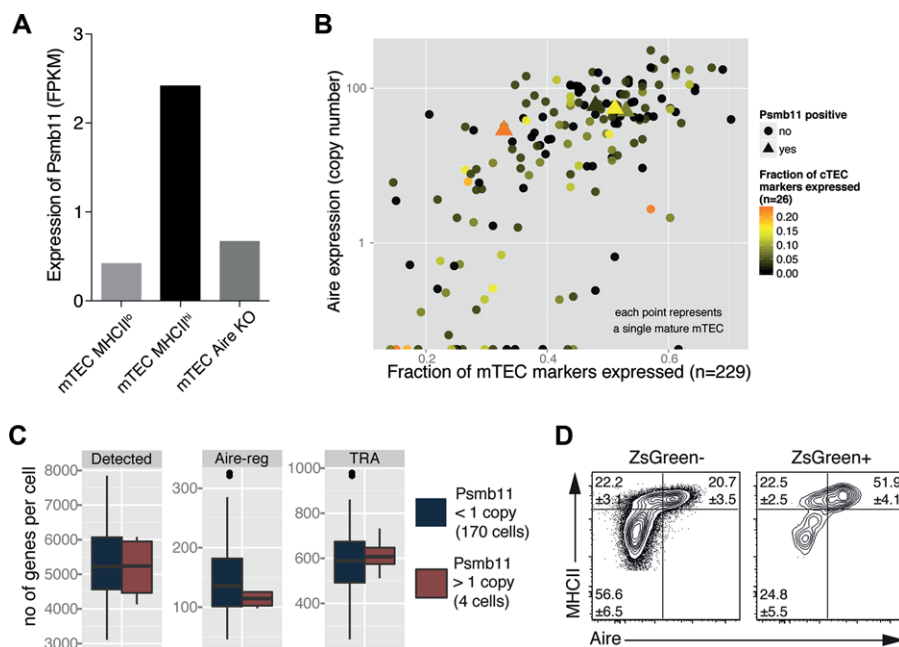 A
Expression of Psmb11 (FPKM)
3
2
1
0
mTEC MHCII^lo
mTEC MHCII^hi
mTEC Aire KO
B
Aire expression (copy number)
100
1
0.2
0.4
0.6
Fraction of mTEC markers expressed (n=229)
each point represents
a single mature mTEC
Psmb11 positive
no
yes
Fraction of cTEC
markers expressed
(n=26)
0.20
0.15
0.10
0.05
0.00
C
no of genes per cell
Detected
8000
7000
6000
5000
4000
3000
Aire-reg
300
200
100
TRA
1000
800
600
400
Psmb11
< 1 copy
(170 cells)
Psmb11
> 1 copy
(4 cells)
D
ZsGreen-
22.2
±3.1
20.7
±3.5
56.6
±6.5
ZsGreen+
22.5
±2.5
51.9
±4.1
24.8
±5.5
MHCII
Aire